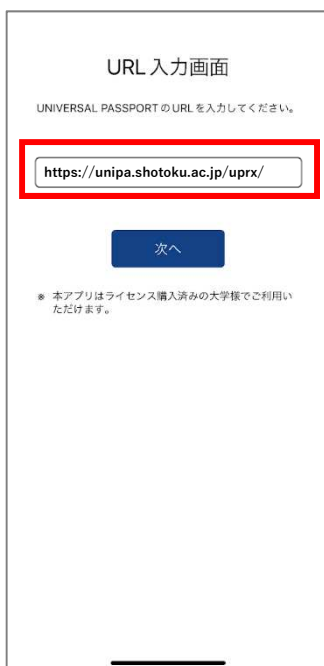 URL入力画面
UNIVERSAL PASSPORTのURLを入力してください。
https://unipa.shotoku.ac.jp/uprx/
次へ
※ 本アプリはライセンス購入済みの大学様でご利用い
ただけます。